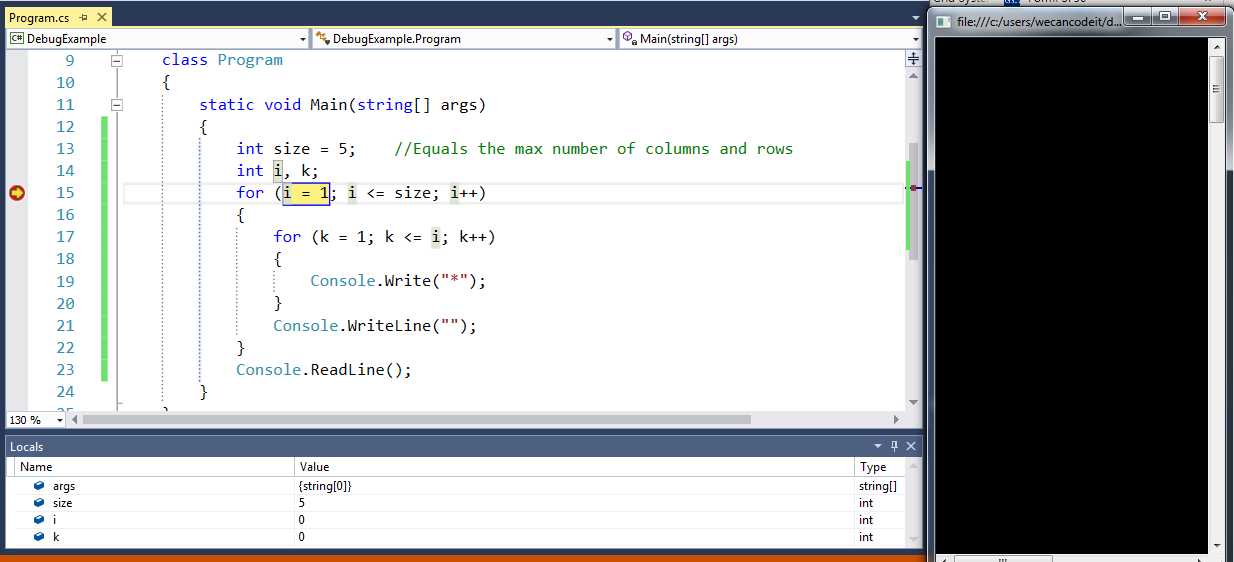 Program.cs
DebugExample
DebugExample.Program
Main(string[] args)
9 class Program
10 {
11 static void Main(string[] args)
12 {
13 int size = 5; //Equals the max number of columns and rows
14 int i, k;
15 for (i = 1; i <= size; i++)
16 {
17 for (k = 1; k <= i; k++)
18 {
19 Console.Write("*");
20 }
21 Console.WriteLine("");
22 }
23 Console.ReadLine();
24 }
130 %
Locals
Name Value Type
args {string[0]} string[]
size 5 int
i 0 int
k 0 int
file:///c:/users/wecancodeit/d...